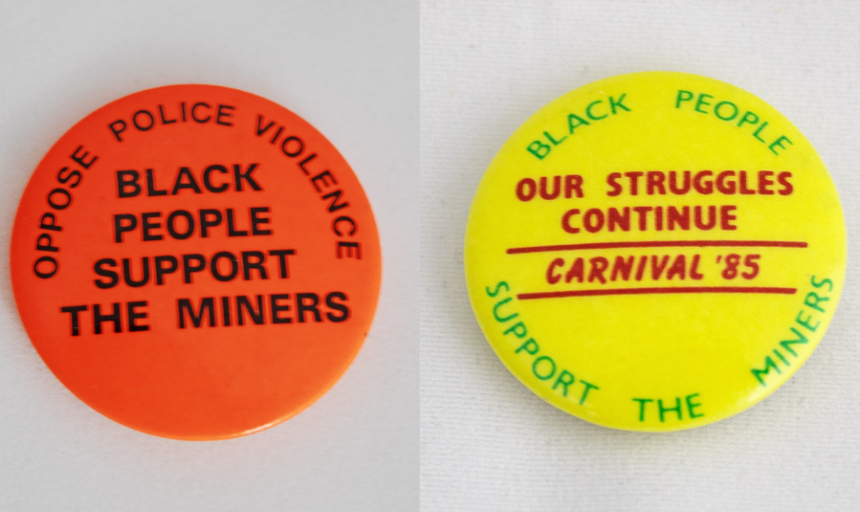 OPPOSE POLICE VIOLENCE
BLACK
PEOPLE
SUPPORT
THE MINERS
BLACK PEOPLE
OUR STRUGGLES
CONTINUE
CARNIVAL '85
SUPPORT THE MINERS